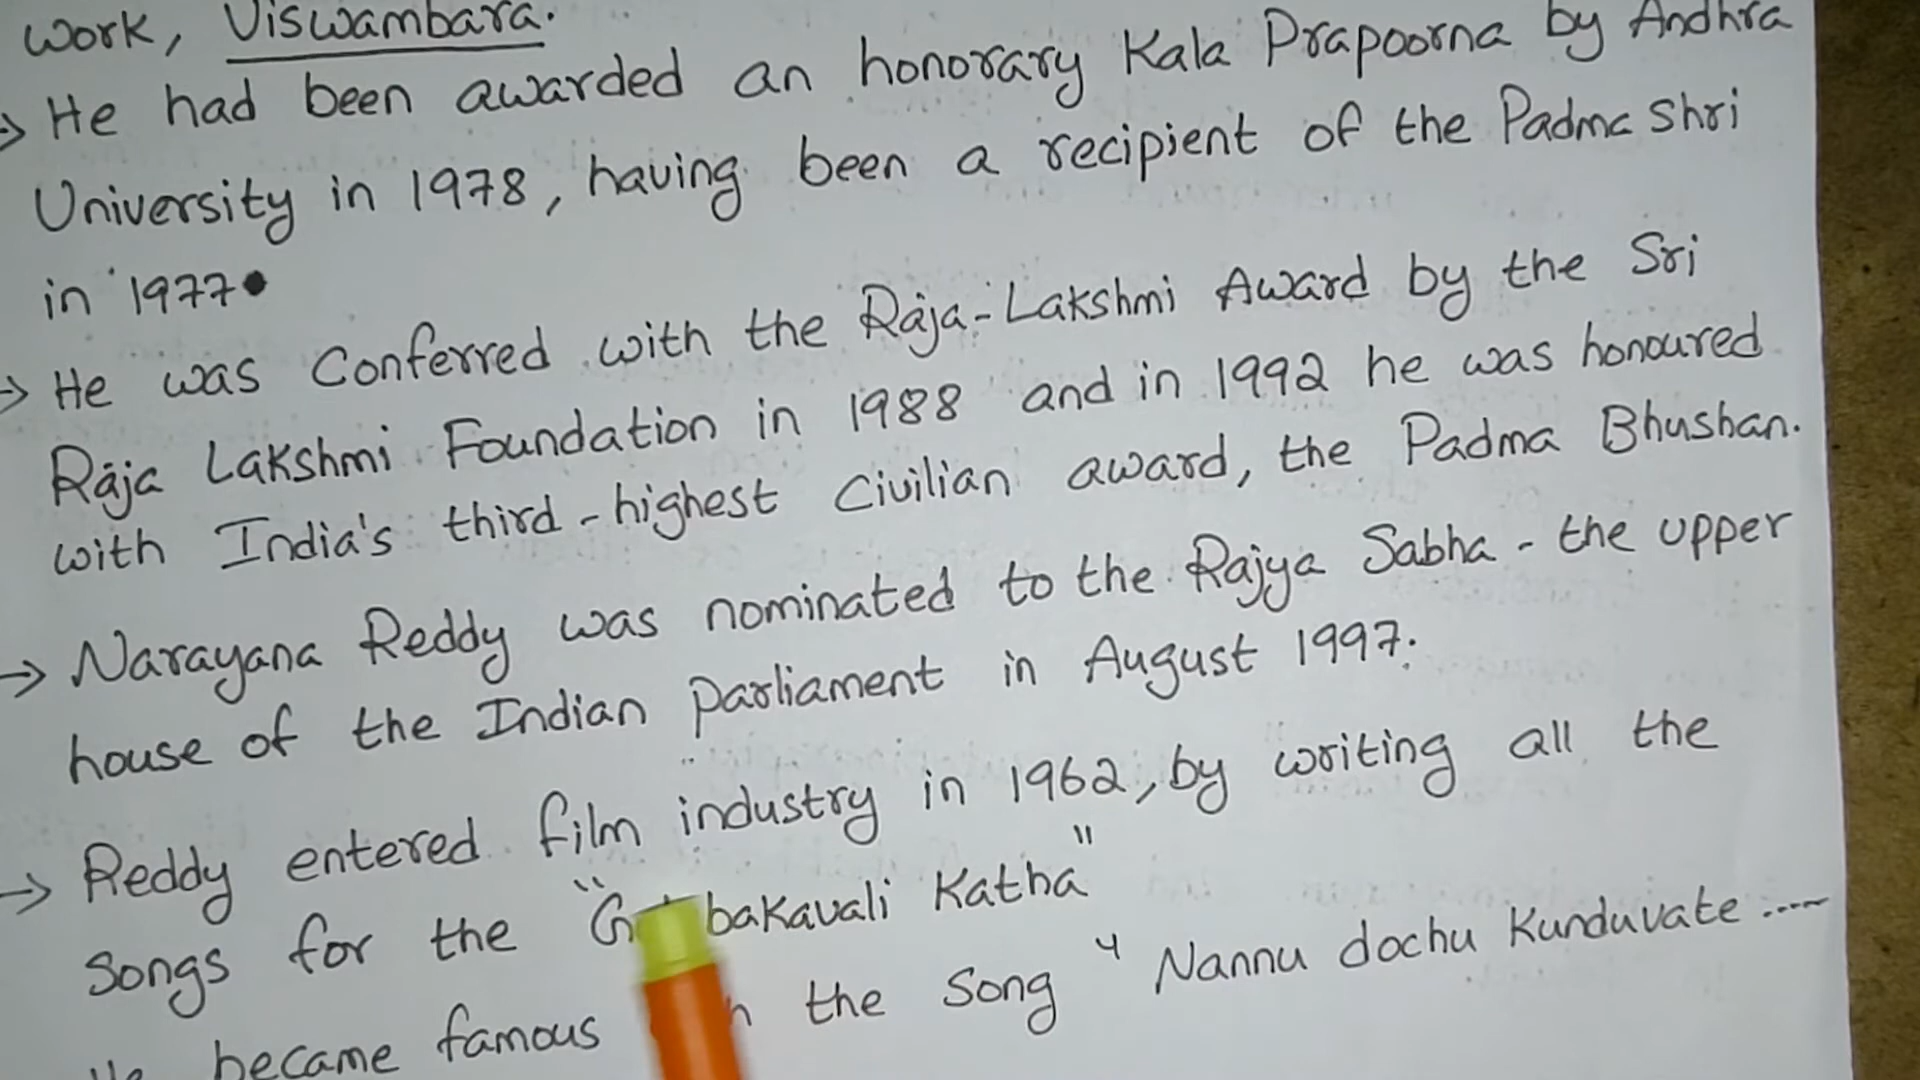 work, Viswambara.
→ He had been awarded an honorary Kala Prapoorna by Andhra
University in 1978, having been a recipient of the Padma Shri
in 1977.
→ He was Conferred with the Raja-Lakshmi Award by the Sri
Raja Lakshmi Foundation in 1988 and in 1992 he was honoured
with India's third-highest Civilian award, the Padma Bhushan.
→ Narayana Reddy was nominated to the Rajya Sabha - the upper
house of the Indian parliament in August 1997.
→ Reddy entered film industry in 1962, by writing all the
Songs for the "G bakavali Katha"
He became famous the Song " Nannu dochu Kunduvate .....